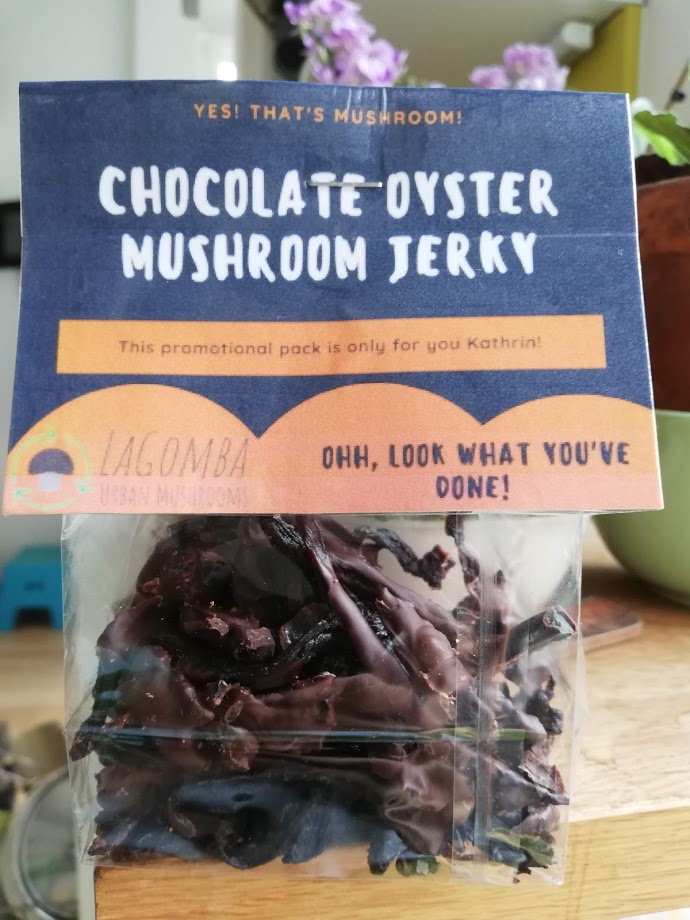 YES! THAT'S MUSHROOM!
CHOCOLATE OYSTER
MUSHROOM JERKY
This promotional pack is only for you Kathrin!
LAGOMBA
URBAN MUSHROOMS
OHH, LOOK WHAT YOU'VE
DONE!